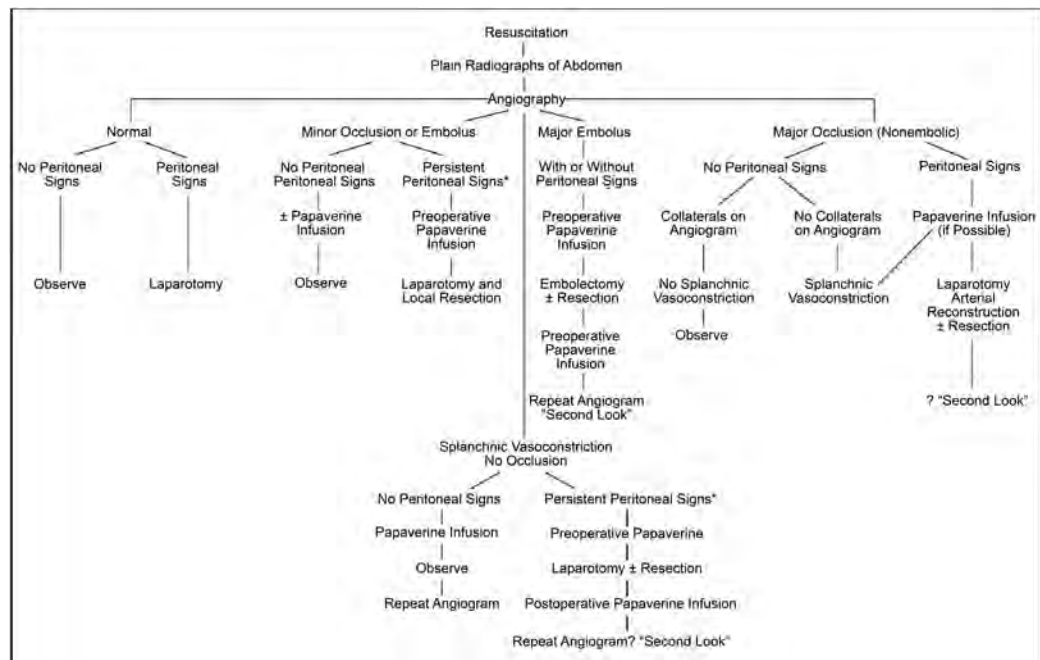 Resuscitation
Plain Radiographs of Abdomen
Angiography
Normal
Minor Occlusion or Embolus
Major Embolus
Major Occlusion (Nonembolic)
No Peritoneal
Signs
Peritoneal
Signs
No Peritoneal
Peritoneal Signs
Persistent
Peritoneal Signs*
With or Without
Peritoneal Signs
No Peritoneal Signs
Peritoneal Signs
± Papaverine
Infusion
Preoperative
Papaverine
Infusion
Preoperative
Papaverine
Infusion
Collaterals on
Angiogram
No Collaterals
on Angiogram
Papaverine Infusion
(if Possible)
Observe
Laparotomy
Observe
Laparotomy and
Local Resection
Embolectomy
± Resection
No Splanchnic
Vasoconstriction
Splanchnic
Vasoconstriction
Laparotomy
Arterial
Reconstruction
± Resection
Preoperative
Papaverine
Infusion
Observe
Repeat Angiogram
"Second Look"
? "Second Look"
Splanchnic Vasoconstriction
No Occlusion
No Peritoneal Signs
Persistent Peritoneal Signs*
Papaverine Infusion
Preoperative Papaverine
Observe
Laparotomy ± Resection
Repeat Angiogram
Postoperative Papaverine Infusion
Repeat Angiogram? "Second Look"